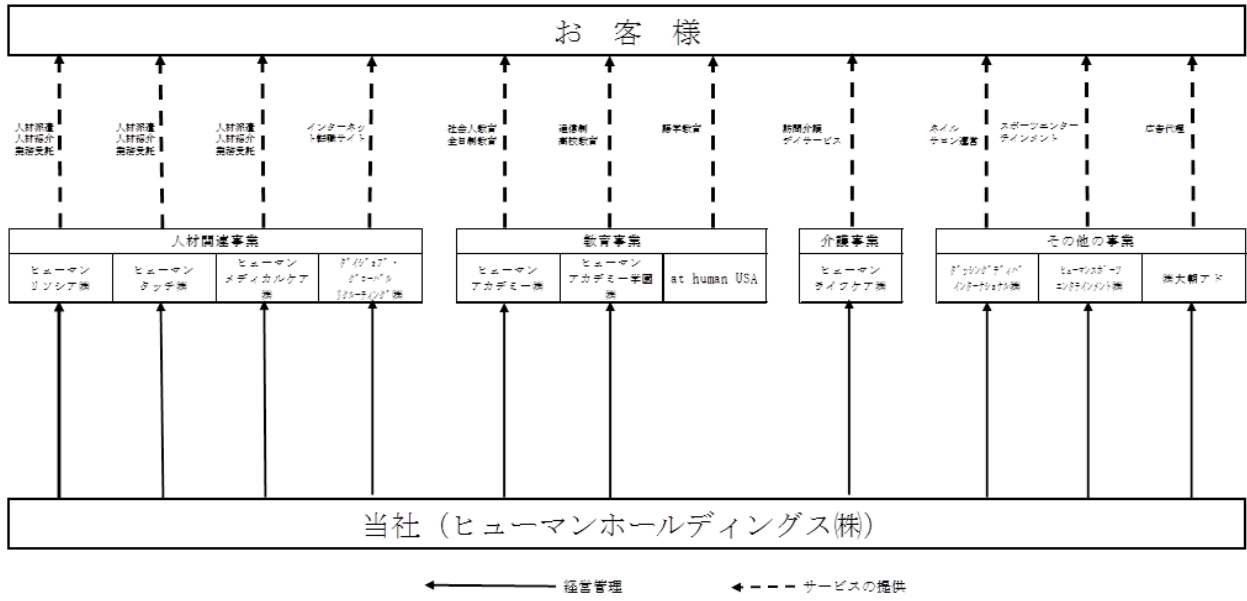 お 客 様
人材派遣
人材紹介
業務受託
人材派遣
人材紹介
業務受託
人材派遣
人材紹介
業務受託
インターネッ
ト転職サイト
社会人教育
全日制教育
通信制
高校教育
語学教育
訪問介護
デイサービス
ネイル
サロン運営
スポーツエンター
テインメント
広告代理
人材関連事業
教育事業
介護事業
その他の事業
ヒューマン
リソシア㈱
ヒューマン
タッチ㈱
ヒューマン
メディカルケア
㈱
ダイジョブ・
グローバル
リクルーティング㈱
ヒューマン
アカデミー㈱
ヒューマン
アカデミー学園
㈱
at human USA
ヒューマン
ライフケア㈱
ダッシングディバ
インターナショナル㈱
ヒューマンスポーツ
エンタテインメント㈱
㈱大朝アド
当社（ヒューマンホールディングス㈱）
経営管理
サービスの提供